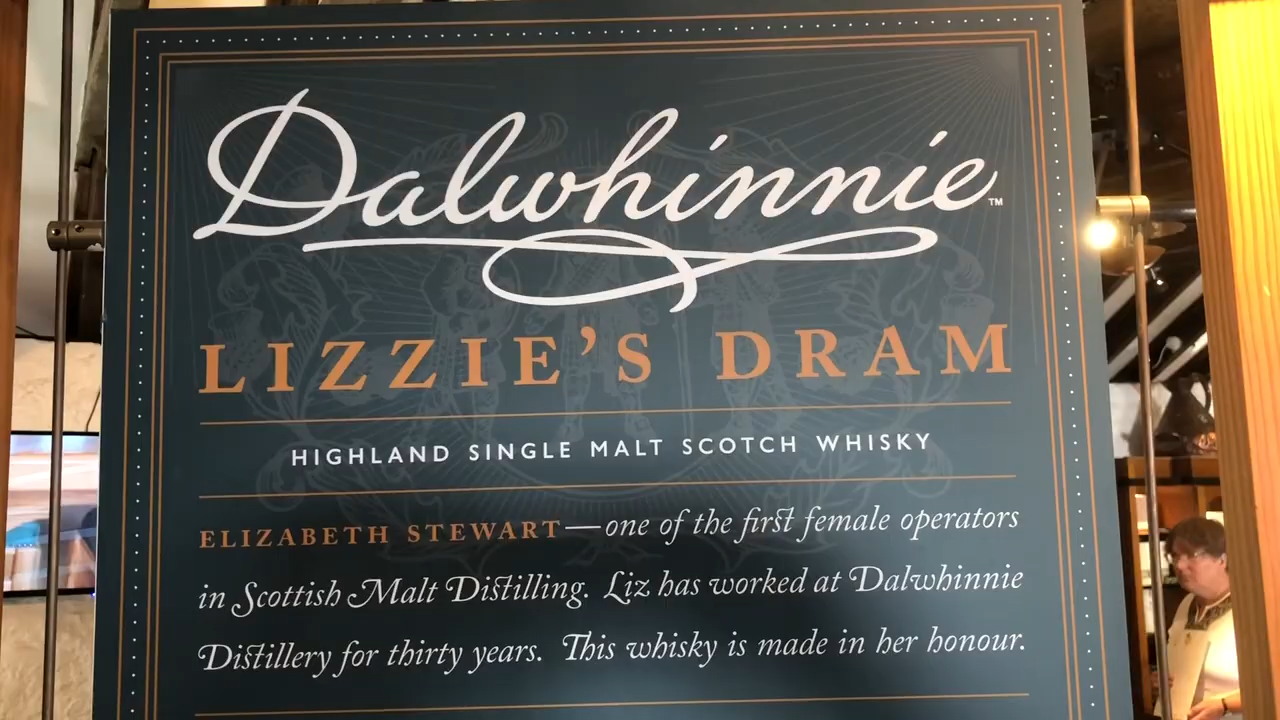 Dalwhinnie™
LIZZIE'S DRAM
HIGHLAND SINGLE MALT SCOTCH WHISKY
ELIZABETH STEWART—one of the first female operators
in Scottish Malt Distilling. Liz has worked at Dalwhinnie
Distillery for thirty years. This whisky is made in her honour.